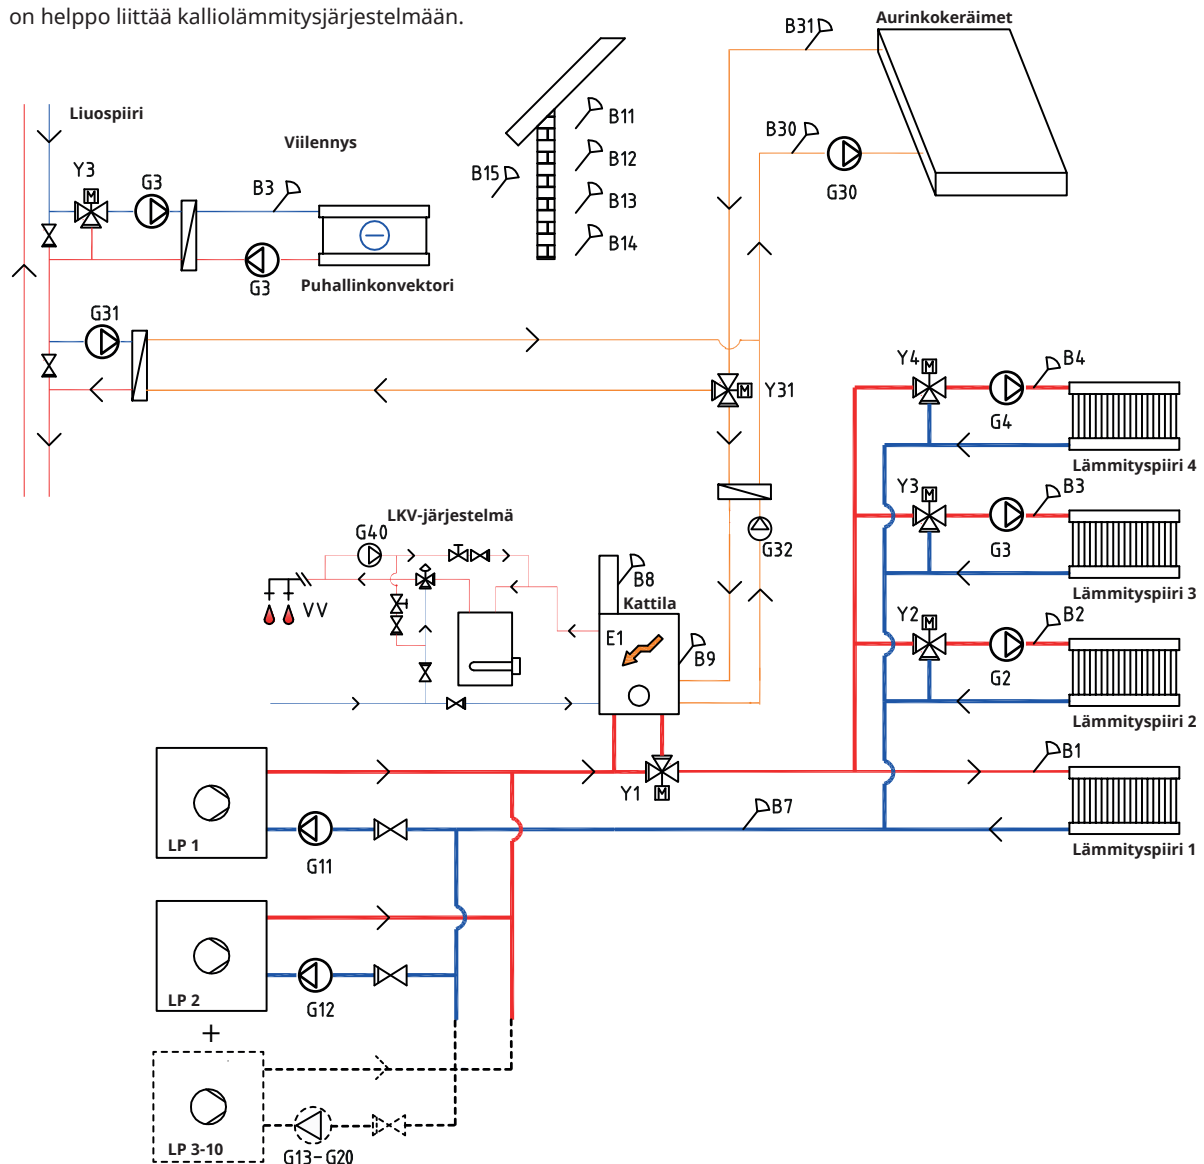 on helppo liittää kalliolämmitysjärjestelmään.
Aurinkokeräimet
B31
Liuospiiri
Viilennys
B11
B30
B12
Y3
G3
B3
B15
G30
B13
B14
G3
Puhallinkonvektori
G31
Y4
B4
Y31
G4
Lämmityspiiri 4
Y3
B3
LKV-järjestelmä
G40
G3
G32
B8
Lämmityspiiri 3
Kattila
VV
Y2
B2
E1
B9
G2
Lämmityspiiri 2
B1
Y1
M
B7
LP 1
G11
Lämmityspiiri 1
LP 2
G12
+
LP 3-10
G13-G20